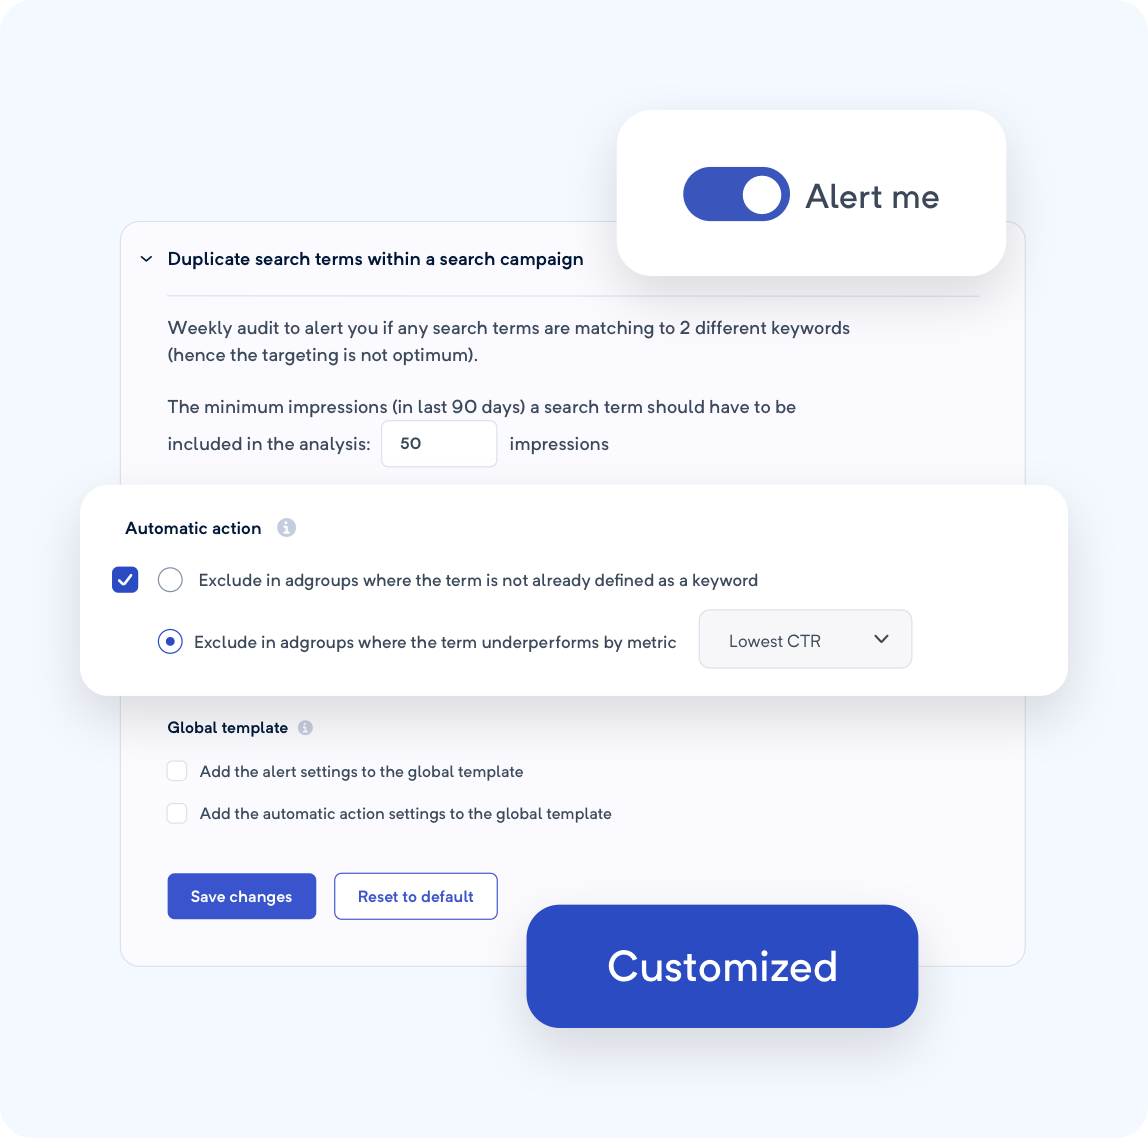 Alert me
Duplicate search terms within a search campaign
Weekly audit to alert you if any search terms are matching to 2 different keywords
(hence the targeting is not optimum).
The minimum impressions (in last 90 days) a search term should have to be
included in the analysis: 50 impressions
Automatic action
Exclude in adgroups where the term is not already defined as a keyword
Exclude in adgroups where the term underperforms by metric Lowest CTR
Global template
Add the alert settings to the global template
Add the automatic action settings to the global template
Save changes Reset to default
Customized